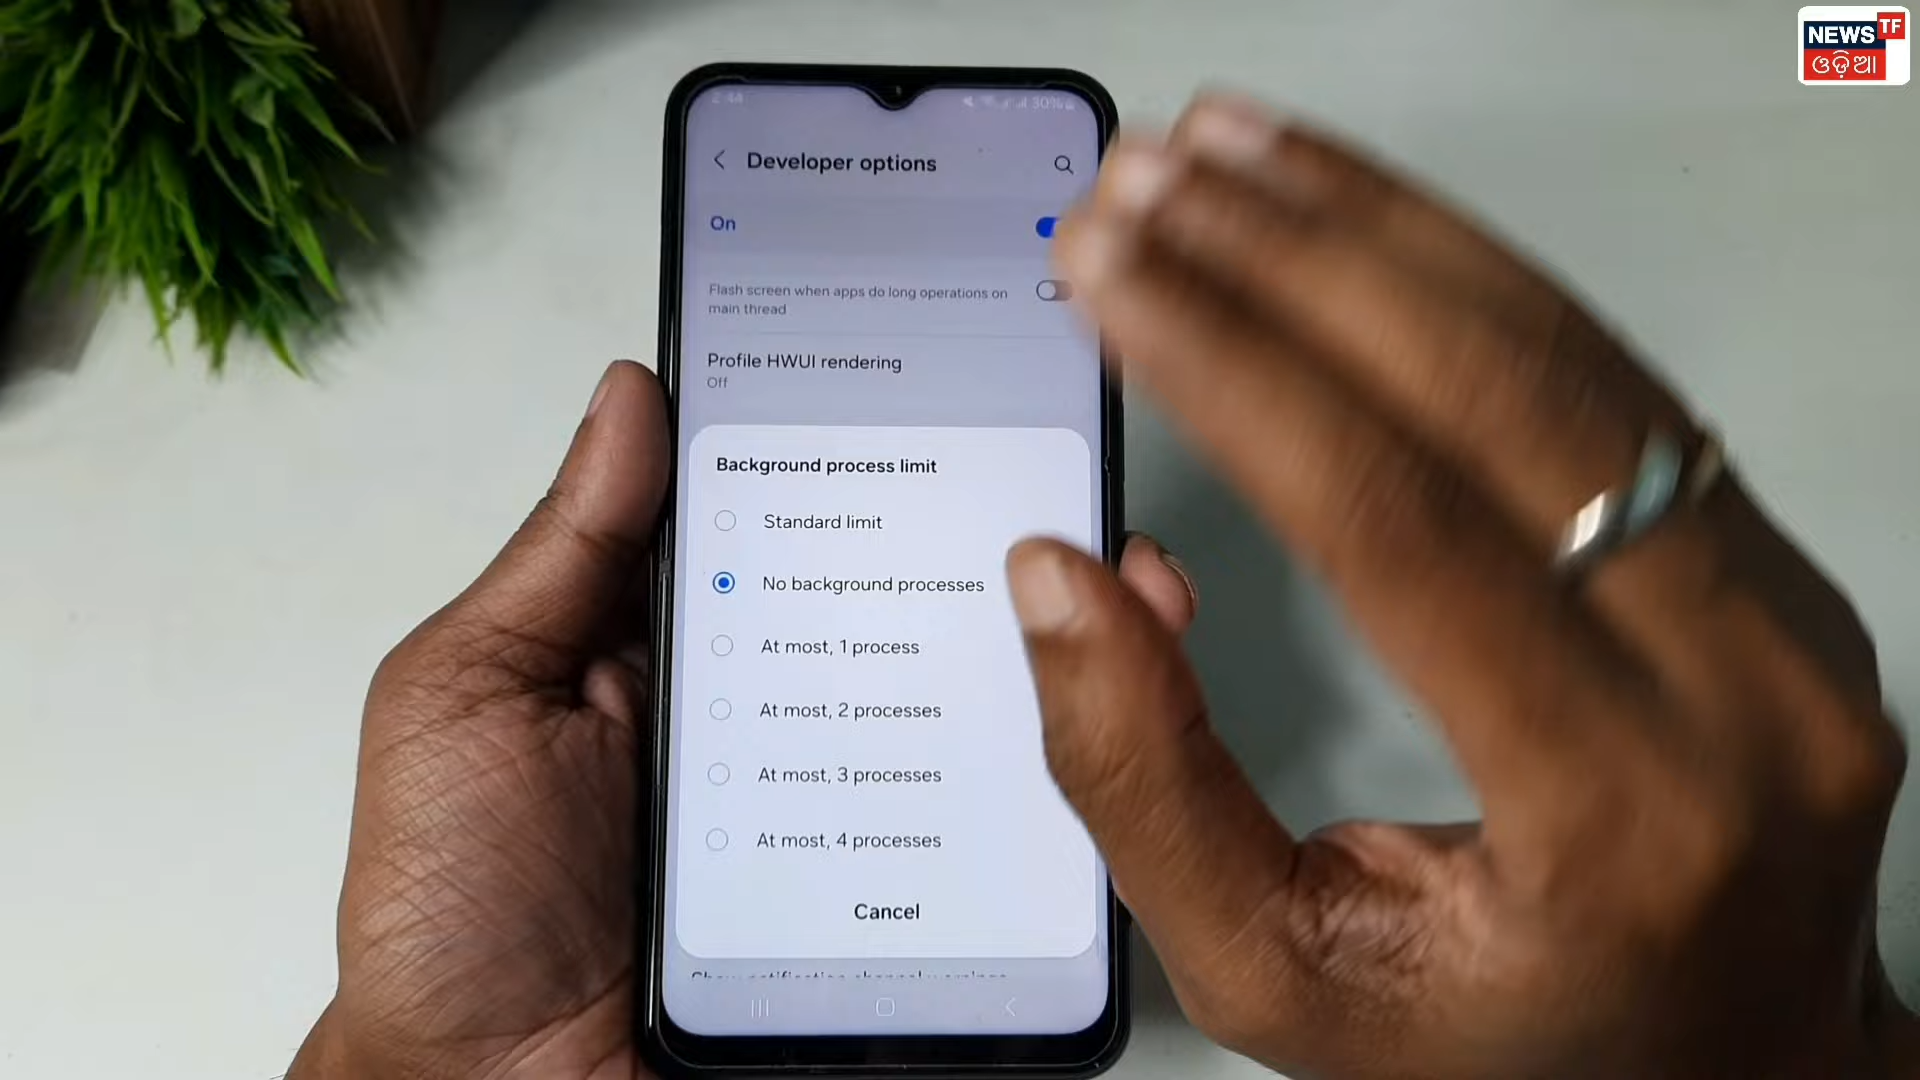 NEWS TF
ଓଡ଼ିଆ
Developer options
On
Flash screen when apps do long operations on
main thread
Profile HWUI rendering
Off
Background process limit
Standard limit
No background processes
At most, 1 process
At most, 2 processes
At most, 3 processes
At most, 4 processes
Cancel